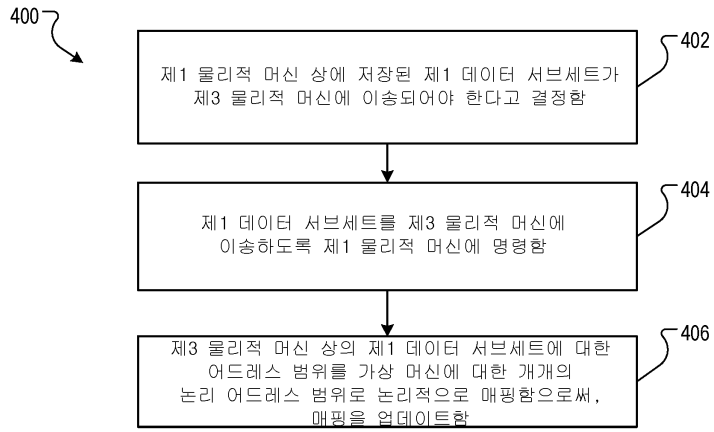 400
402
제1 물리적 머신 상에 저장된 제1 데이터 서브세트가
제3 물리적 머신에 이송되어야 한다고 결정함
404
제1 데이터 서브세트를 제3 물리적 머신에
이송하도록 제1 물리적 머신에 명령함
406
제3 물리적 머신 상의 제1 데이터 서브세트에 대한
어드레스 범위를 가상 머신에 대한 개개의
논리 어드레스 범위로 논리적으로 매핑함으로써,
매핑을 업데이트함